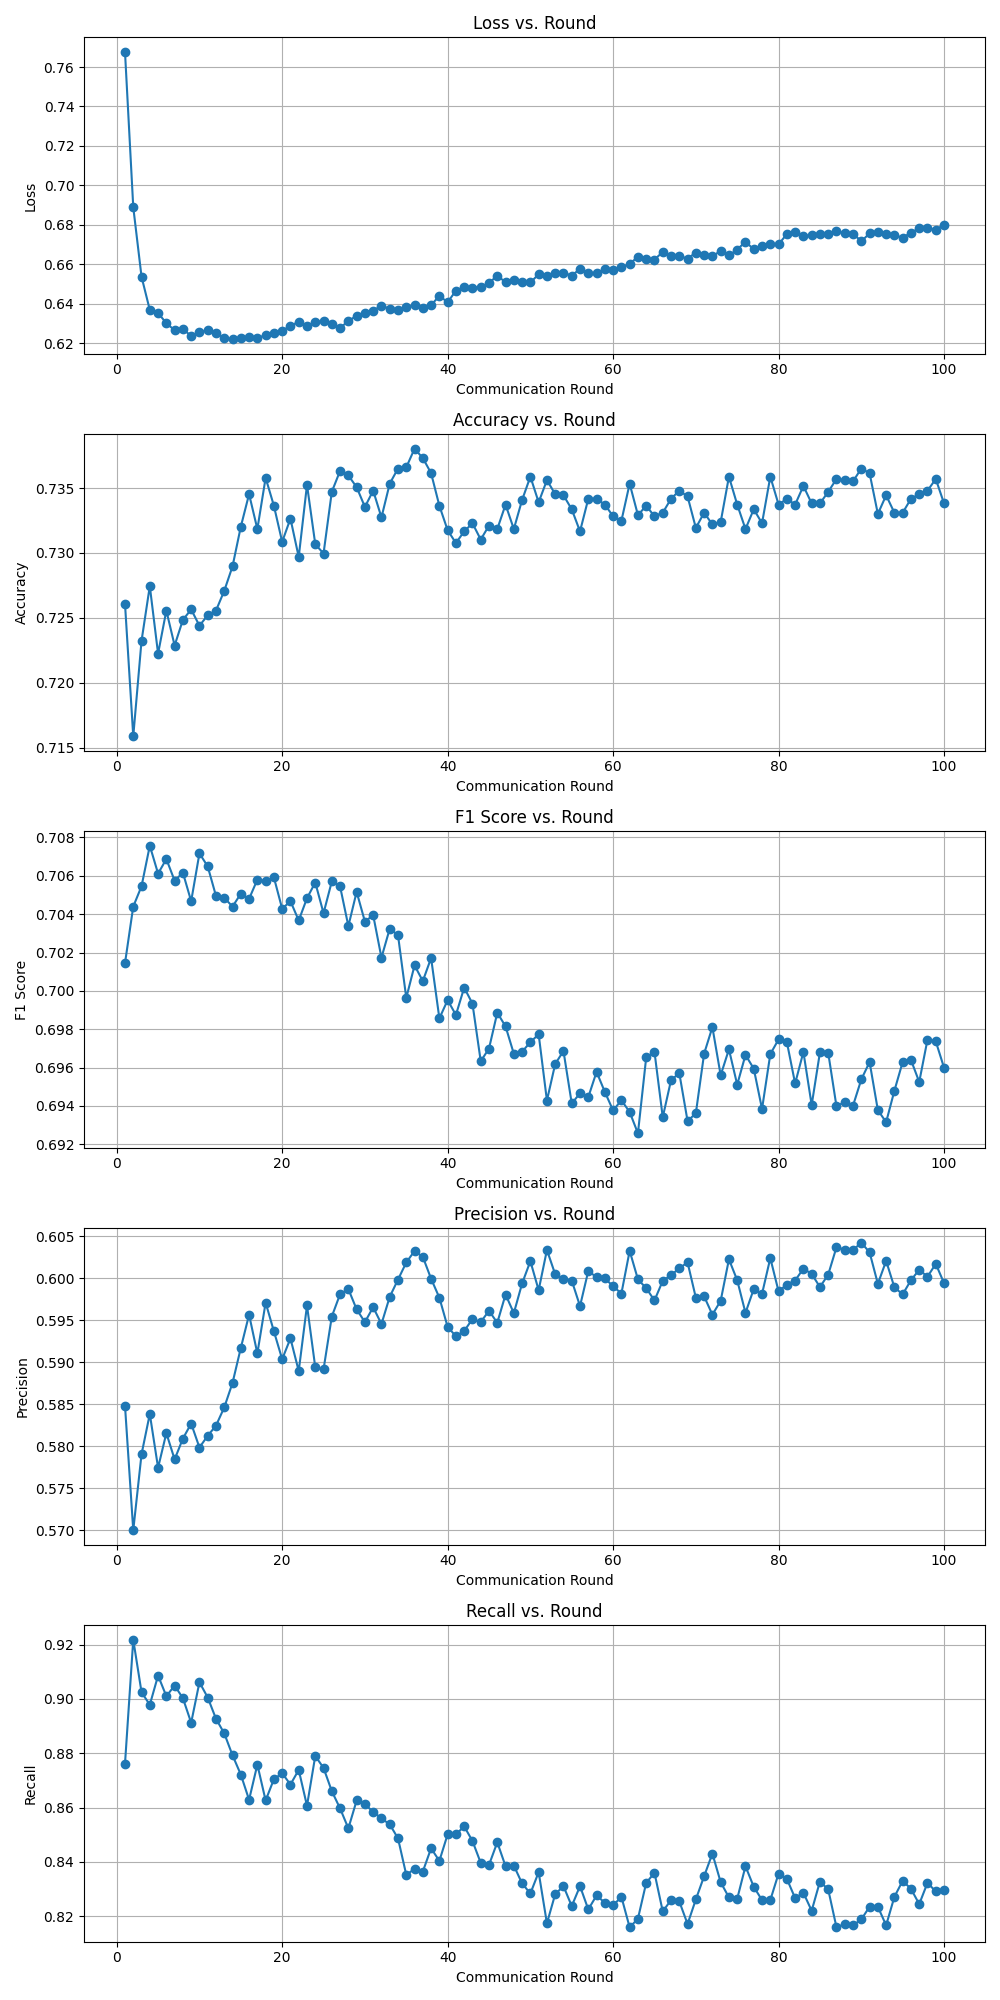 Loss vs. Round
0.76
0.74
0.72
0.70
0.68
0.66
0.64
0.62
Loss
0 20 40 60 80 100
Communication Round
Accuracy vs. Round
0.735
0.730
0.725
0.720
0.715
Accuracy
0 20 40 60 80 100
Communication Round
F1 Score vs. Round
0.708
0.706
0.704
0.702
0.700
0.698
0.696
0.694
0.692
F1 Score
0 20 40 60 80 100
Communication Round
Precision vs. Round
0.605
0.600
0.595
0.590
0.585
0.580
0.575
0.570
Precision
0 20 40 60 80 100
Communication Round
Recall vs. Round
0.92
0.90
0.88
0.86
0.84
0.82
Recall
0 20 40 60 80 100
Communication Round